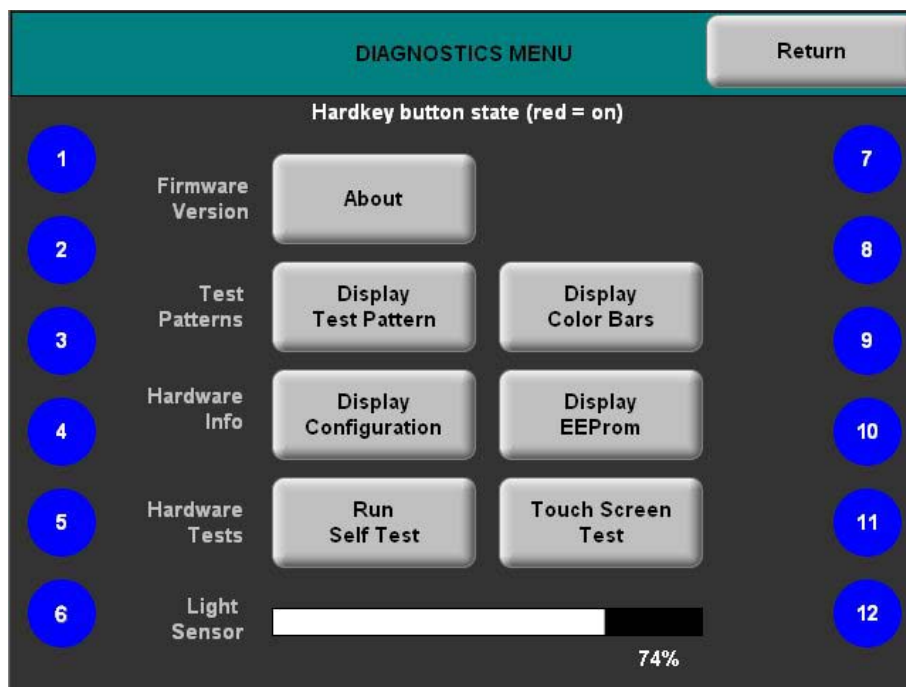 DIAGNOSTICS MENU
Return
Hardkey button state (red = on)
1
7
Firmware
Version
About
2
8
Test
Patterns
Display
Test Pattern
Display
Color Bars
3
9
Hardware
Info
Display
Configuration
Display
EEProm
4
10
Hardware
Tests
Run
Self Test
Touch Screen
Test
5
11
Light
Sensor
6
12
74%